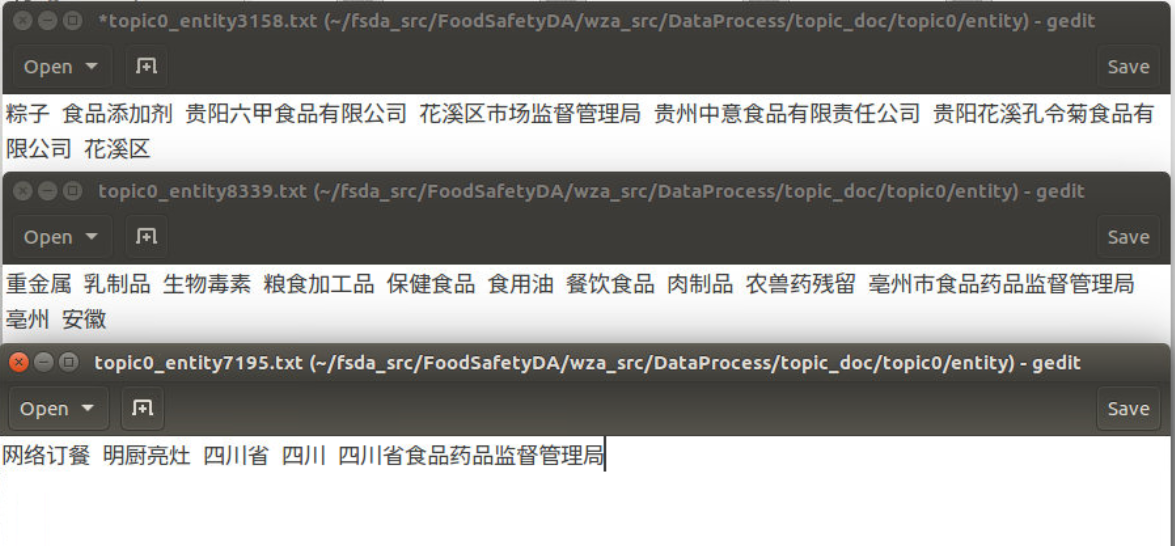 *topic0_entity3158.txt (~/fsda_src/FoodSafetyDA/wza_src/DataProcess/topic_doc/topic0/entity) - gedit
Open Save
粽子 食品添加剂 贵阳六甲食品有限公司 花溪区市场监督管理局 贵州中意食品有限责任公司 贵阳花溪孔令菊食品有
限公司 花溪区
topic0_entity8339.txt (~/fsda_src/FoodSafetyDA/wza_src/DataProcess/topic_doc/topic0/entity) - gedit
Open Save
重金属 乳制品 生物毒素 粮食加工品 保健食品 食用油 餐饮食品 肉制品 农兽药残留 亳州市食品药品监督管理局
亳州 安徽
topic0_entity7195.txt (~/fsda_src/FoodSafetyDA/wza_src/DataProcess/topic_doc/topic0/entity) - gedit
Open Save
网络订餐 明厨亮灶 四川省 四川 四川省食品药品监督管理局